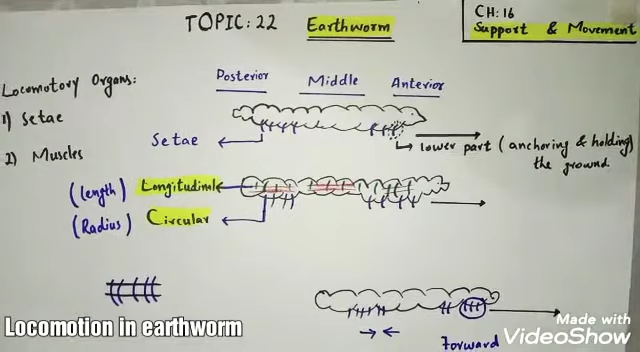 TOPIC: 22 Earthworm
CH: 16
Support & Movement
Locomotory Organs:
1) Setae
2) Muscles
Posterior Middle Anterior
Setae
lower part (anchoring & holding)
the ground
(length) Longitudinal
(Radius) Circular
Forward
Locomotion in earthworm
Made with
VideoShow